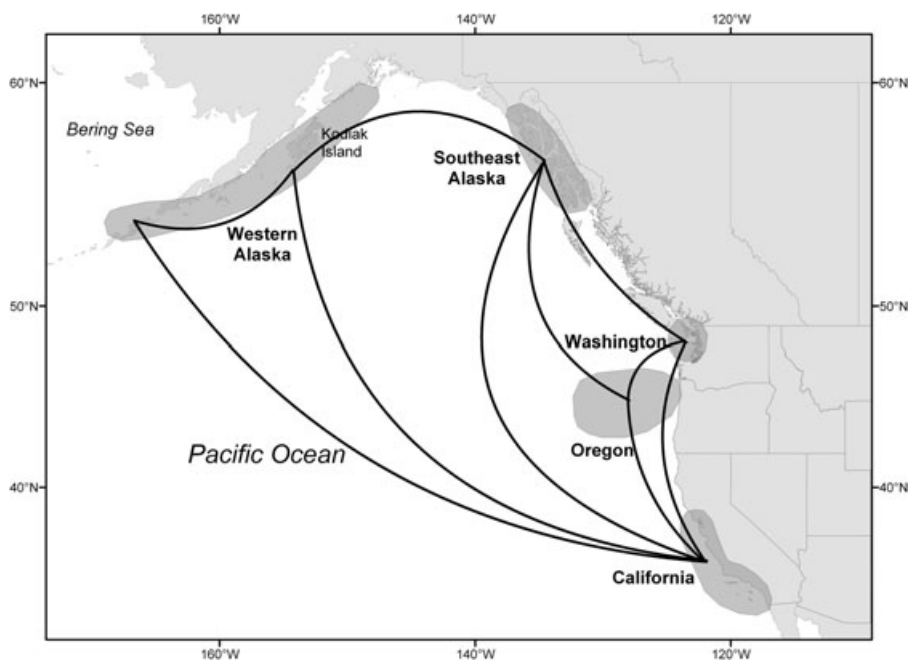 160°W 140°W 120°W
60°N 60°N
Bering Sea
Kodiak
Island
Southeast
Alaska
Western
Alaska
50°N 50°N
Washington
Pacific Ocean
Oregon
40°N 40°N
California
160°W 140°W 120°W